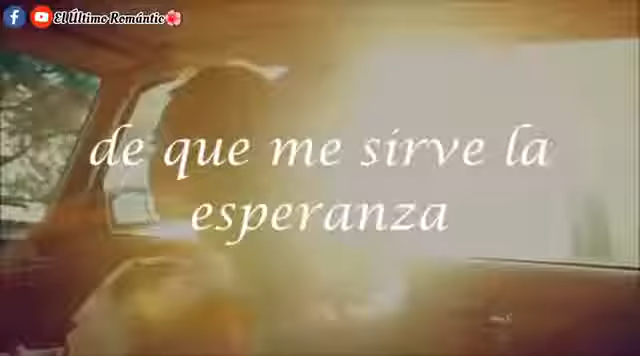 El Último Romántic
de que me sirve la
esperanza